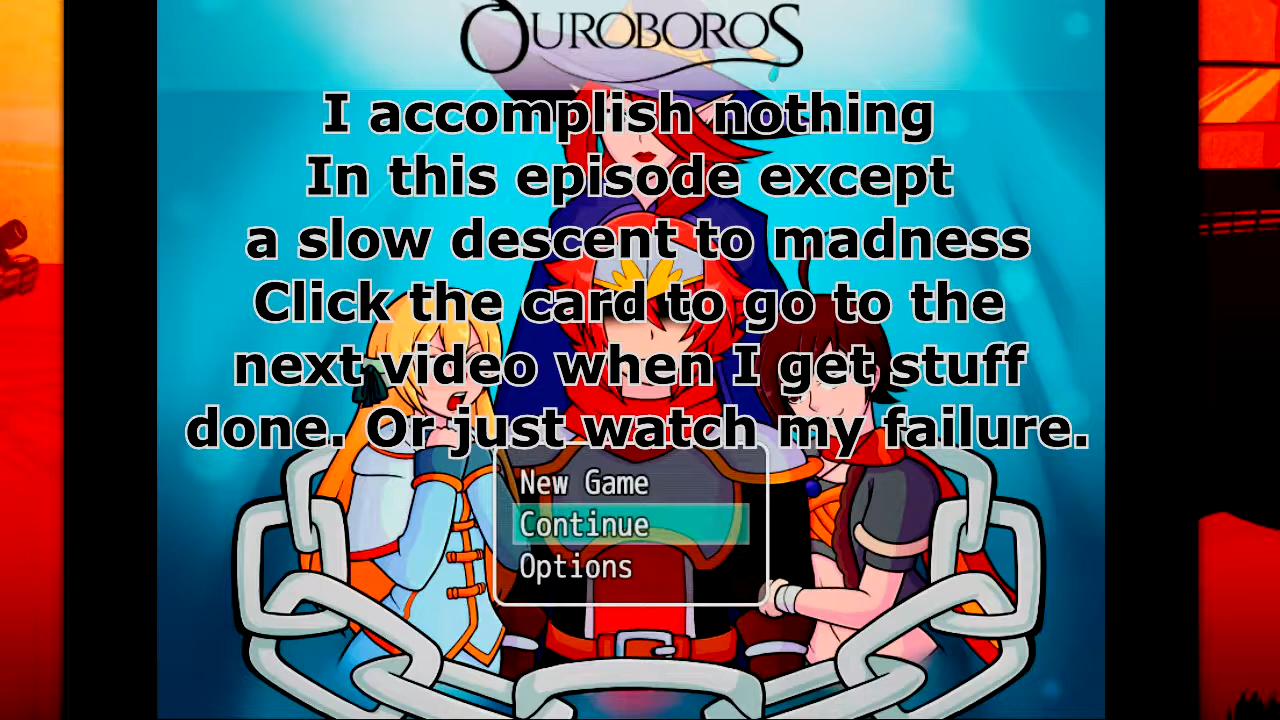 OUROBOROS
I accomplish nothing
In this episode except
a slow descent to madness
Click the card to go to the
next video when I get stuff
done. Or just watch my failure.
New Game
Continue
Options